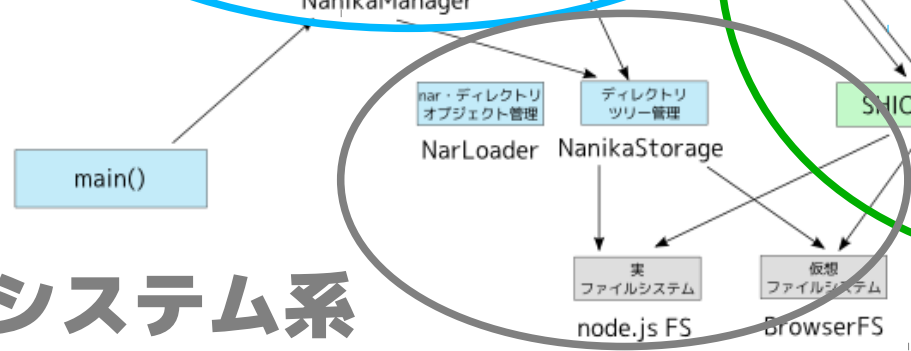 NanikaManager
nar・ディレクトリ
オブジェクト管理
ディレクトリ
ツリー管理
NarLoader
NanikaStorage
main()
実
ファイルシステム
仮想
ファイルシステム
システム系
node.js FS
BrowserFS